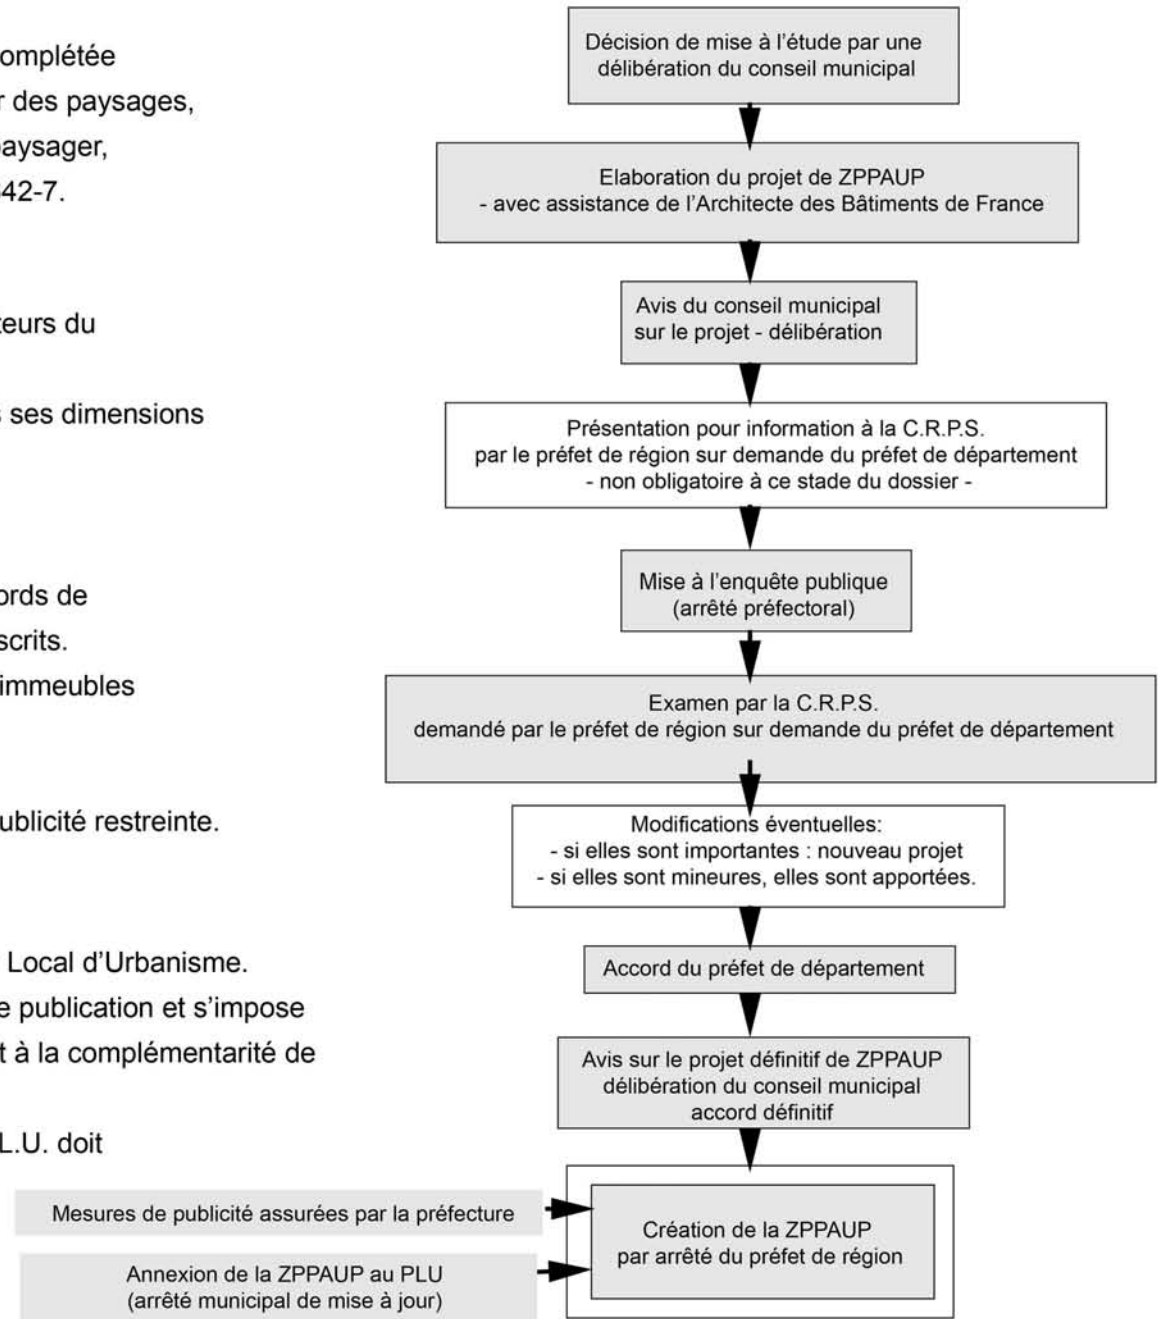 omplétée
r des paysages,
aysager,
42-7.
teurs du
s ses dimensions
ords de
scrits.
immeubles
ublicité restreinte.
Local d'Urbanisme.
e publication et s'impose
t à la complémentarité de
L.U. doit
Décision de mise à l'étude par une
délibération du conseil municipal
Elaboration du projet de ZPPAUP
- avec assistance de l'Architecte des Bâtiments de France
Avis du conseil municipal
sur le projet - délibération
Présentation pour information à la C.R.P.S.
par le préfet de région sur demande du préfet de département
- non obligatoire à ce stade du dossier -
Mise à l'enquête publique
(arrêté préfectoral)
Examen par la C.R.P.S.
demandé par le préfet de région sur demande du préfet de département
Modifications éventuelles:
- si elles sont importantes : nouveau projet
- si elles sont mineures, elles sont apportées.
Accord du préfet de département
Avis sur le projet définitif de ZPPAUP
délibération du conseil municipal
accord définitif
Mesures de publicité assurées par la préfecture
Annexion de la ZPPAUP au PLU
(arrêté municipal de mise à jour)
Création de la ZPPAUP
par arrêté du préfet de région